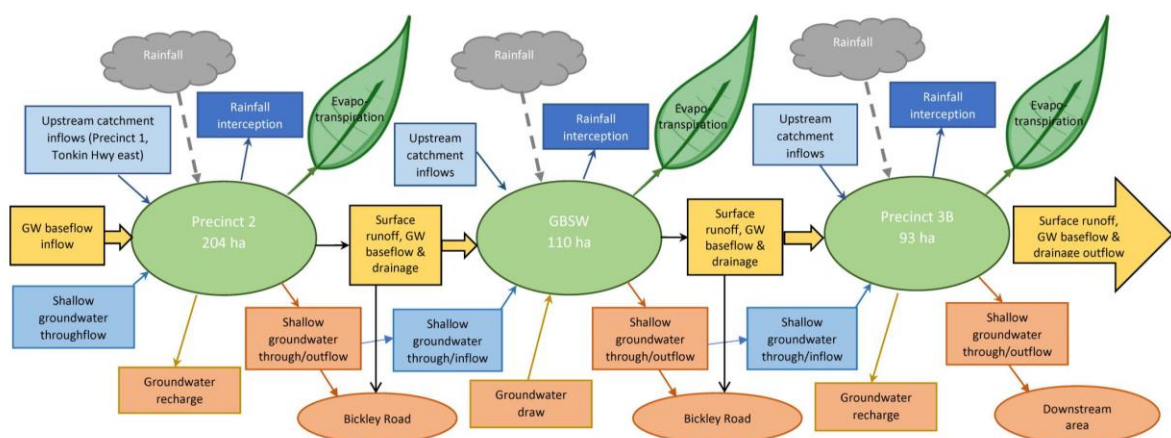 Rainfall
Upstream catchment
inflows (Precinct 1,
Tonkin Hwy east)
Rainfall
interception
Evapo-
transpiration
GW baseflow
inflow
Precinct 2
204 ha
Shallow
groundwater
throughflow
Groundwater
recharge
Shallow
groundwater
through/outflow
Surface
runoff, GW
baseflow &
drainage
Bickley Road
Rainfall
Upstream
catchment
inflows
Rainfall
interception
Evapo-
transpiration
GBSW
110 ha
Shallow
groundwater
through/inflow
Groundwater
draw
Shallow
groundwater
through/outflow
Surface
runoff, GW
baseflow &
drainage
Bickley Road
Rainfall
Upstream
catchment
inflows
Rainfall
interception
Evapo-
transpiration
Precinct 3B
93 ha
Shallow
groundwater
through/inflow
Groundwater
recharge
Shallow
groundwater
through/outflow
Surface runoff,
GW baseflow &
drainage outflow
Downstream
area